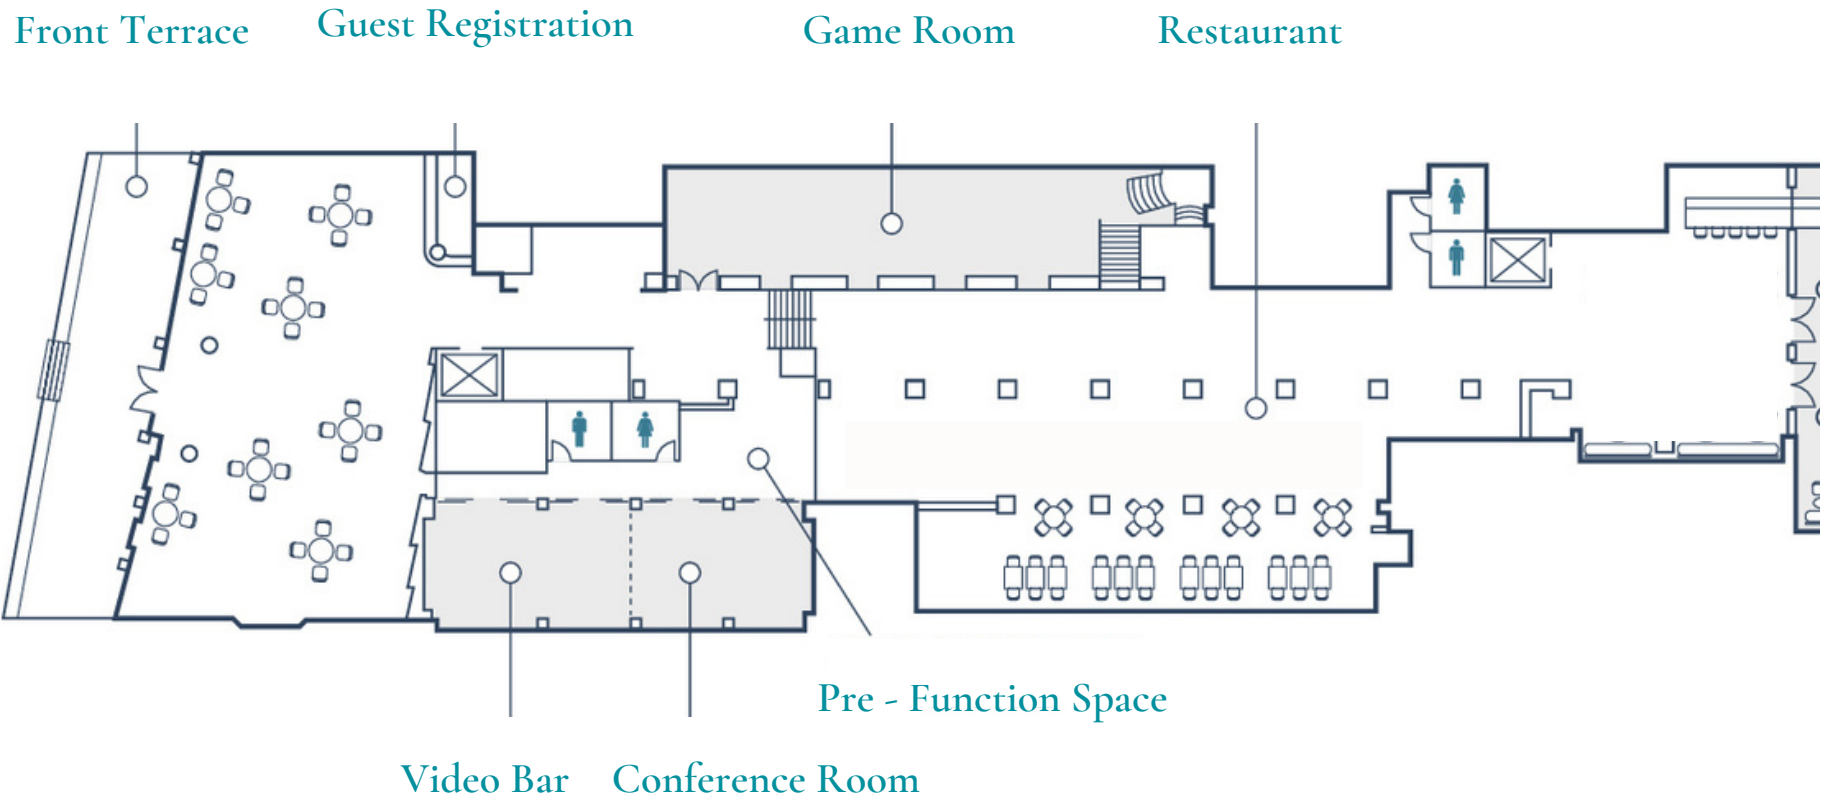 Front Terrace
Guest Registration
Game Room
Restaurant
Pre - Function Space
Video Bar
Conference Room